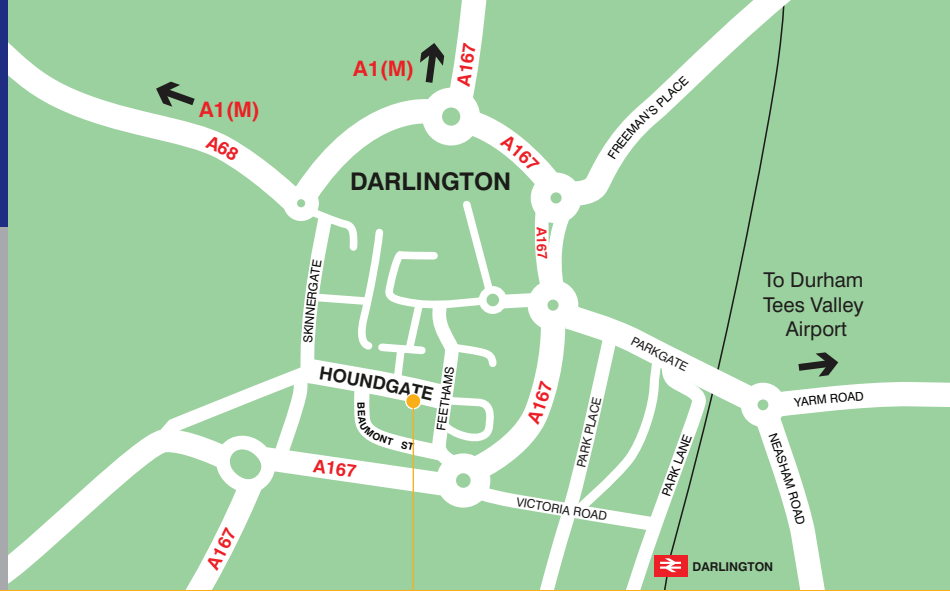 A1(M)
A167
A1(M)
A68
A167
FREEMAN'S PLACE
DARLINGTON
A167
To Durham
Tees Valley
Airport
SKINNERGATE
PARKGATE
HOUNDGATE
FEETHAMS
A167
PARK PLACE
YARM ROAD
BEAUMONT ST
PARK LANE
NEASHAM ROAD
A167
VICTORIA ROAD
A167
DARLINGTON